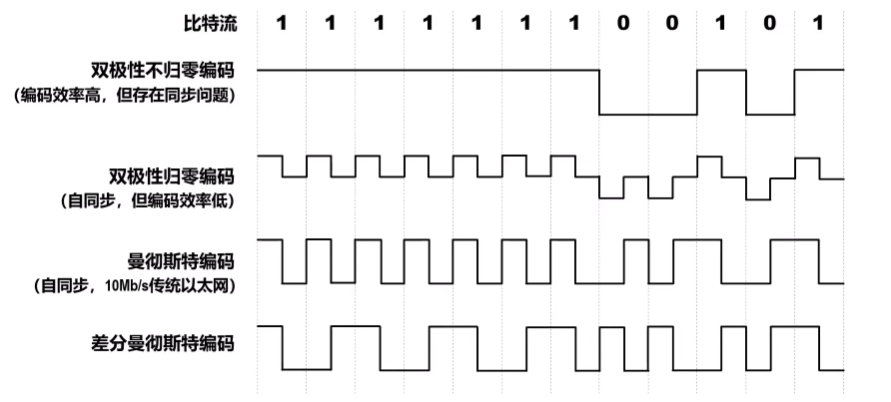 比特流 1 1 1 1 1 1 1 0 0 1 0 1
双极性不归零编码
（编码效率高，但存在同步问题）
双极性归零编码
（自同步，但编码效率低）
曼彻斯特编码
（自同步，10Mb/s传统以太网）
差分曼彻斯特编码